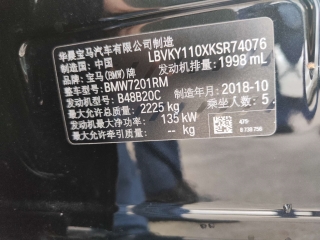 华晨宝马汽车有限公司制造
制造国：中国 LBVKY110XKSR74076
品牌：宝马(BMW)牌 发动机排量：1998 mL
整车型号：BMW7201RM
发动机型号：B48B20C 制造年月：2018-10
最大允许总质量：2225 kg 乘坐人数：5
发动机最大净功率：135 kW
最大允许牵引质量：-- kg